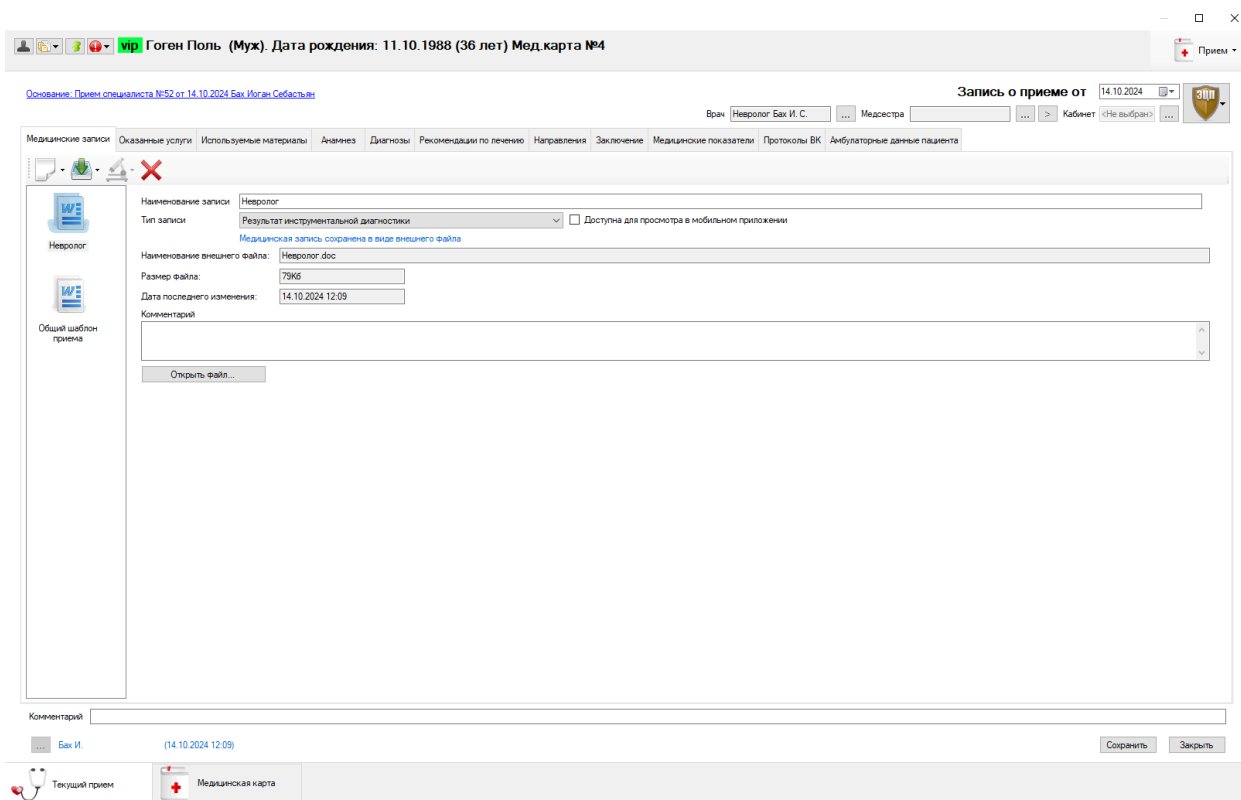 vip Гоген Поль (Муж). Дата рождения: 11.10.1988 (36 лет) Мед.карта №4
Прием
Основание: Прием специалиста №52 от 14.10.2024 Бах Иоган Себастьян
Запись о приеме от 14.10.2024
ЭЦП
Врач Невролог Бах И. С. ... Медсестра ... > Кабинет <Не выбран> ...
Медицинские записи Оказанные услуги Используемые материалы Анамнез Диагнозы Рекомендации по лечению Направления Заключение Медицинские показатели Протоколы ВК Амбулаторные данные пациента
Невролог
Общий шаблон
приема
Наименование записи Невролог
Тип записи Результат инструментальной диагностики Доступна для просмотра в мобильном приложении
Медицинская запись сохранена в виде внешнего файла
Наименование внешнего файла: Невролог.doc
Размер файла: 79Кб
Дата последнего изменения: 14.10.2024 12:09
Комментарий
Открыть файл...
Комментарий
... Бах И. (14.10.2024 12:09)
Сохранить Закрыть
Текущий прием Медицинская карта